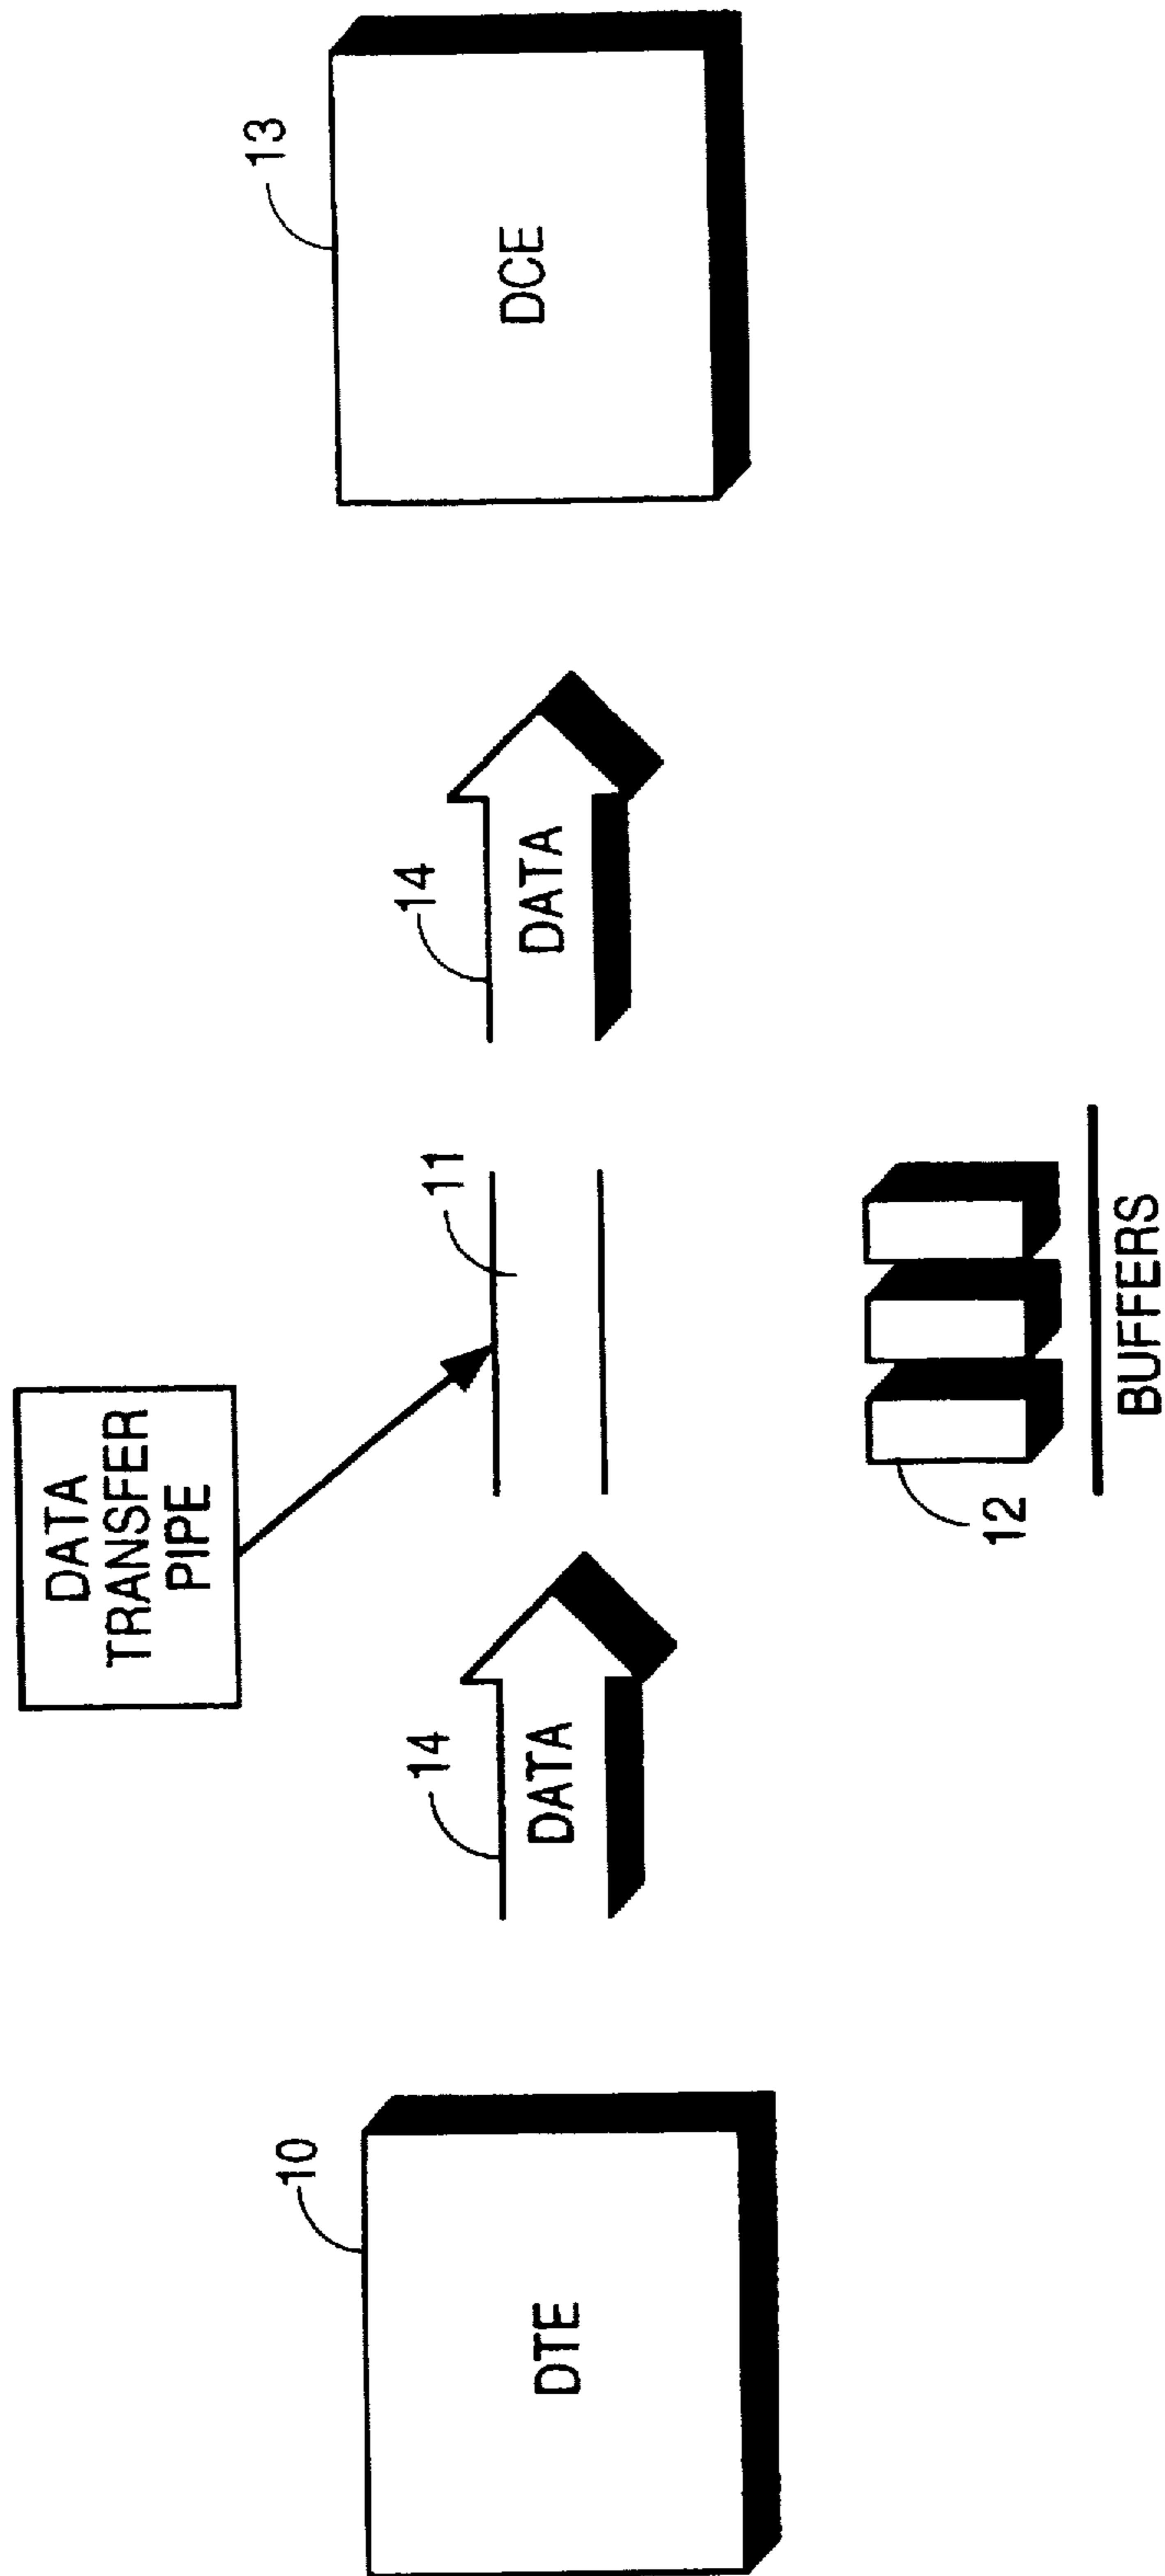 DATA
TRANSFER
PIPE
10
DTE
14
DATA
11
14
DATA
13
DCE
12
BUFFERS